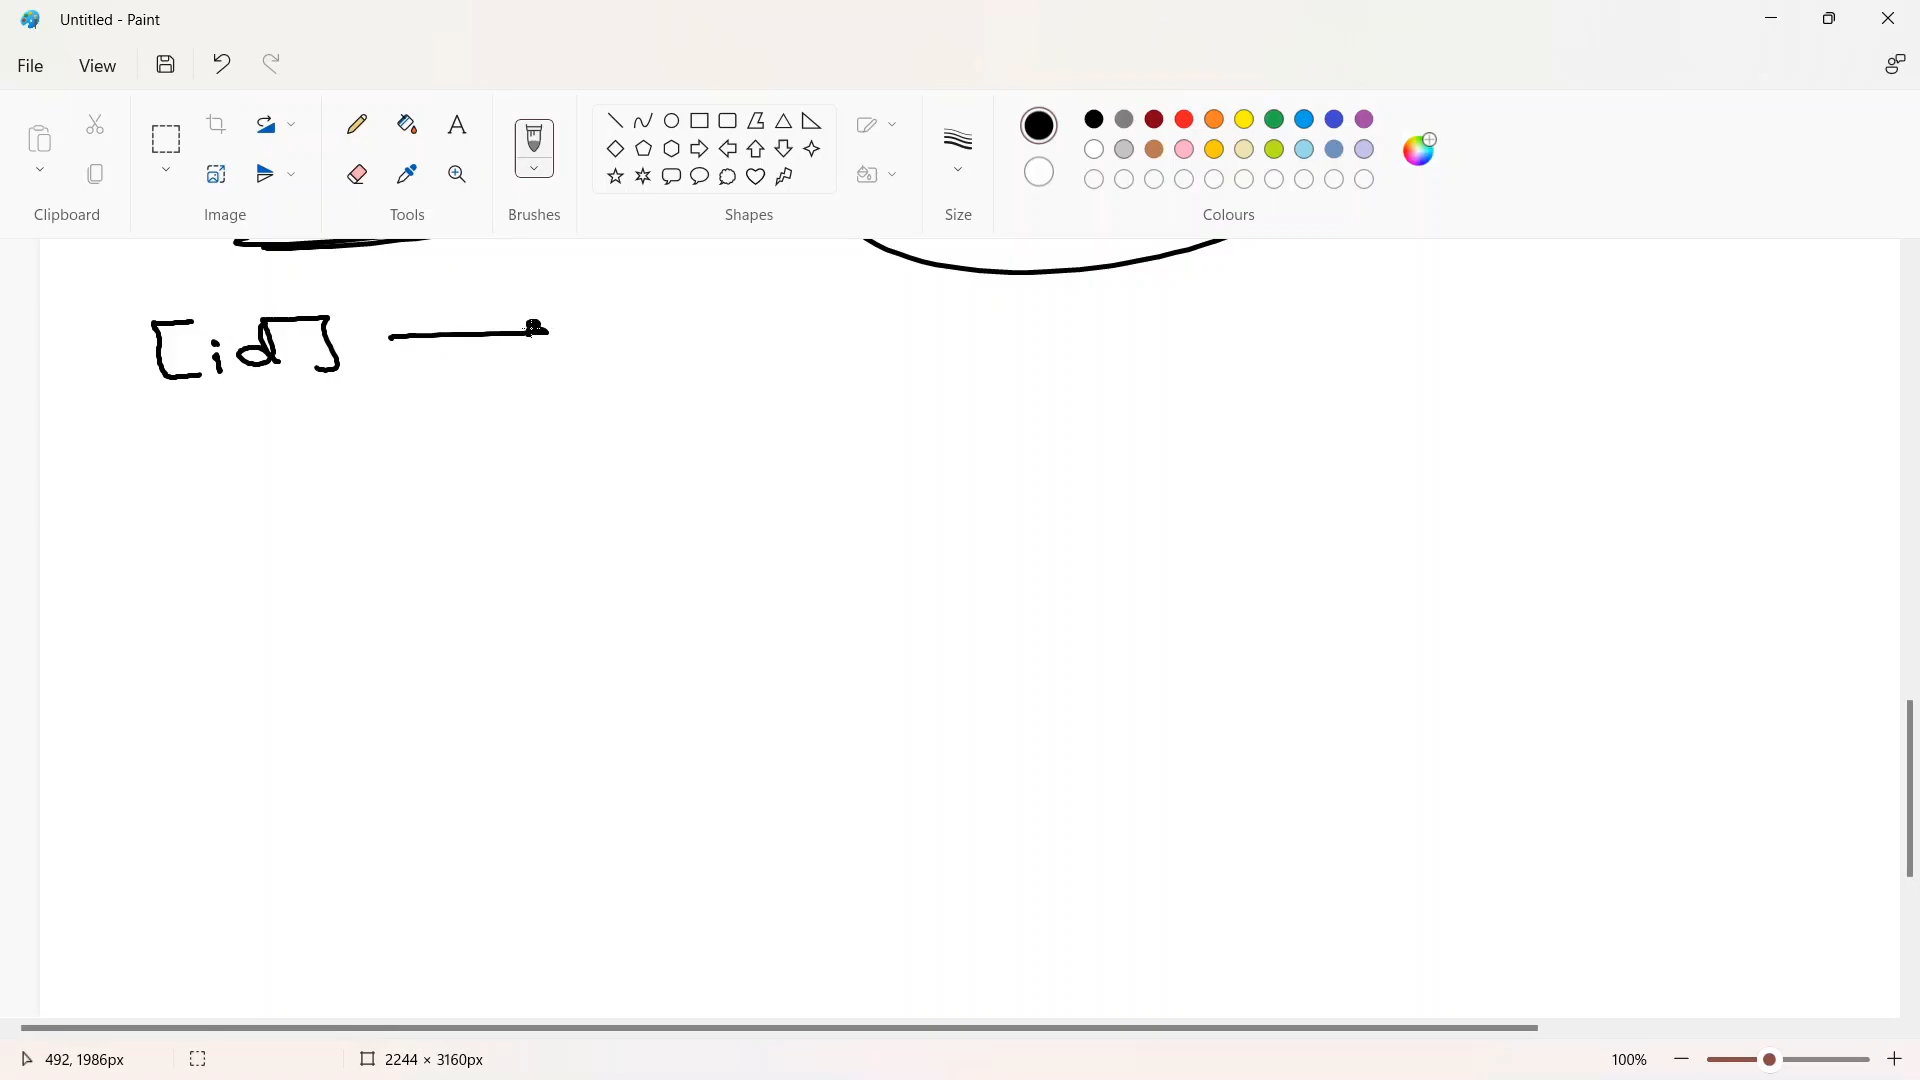 Untitled - Paint
File View
Clipboard Image Tools Brushes Shapes Size Colours
[id]
492, 1986px 2244 × 3160px 100%